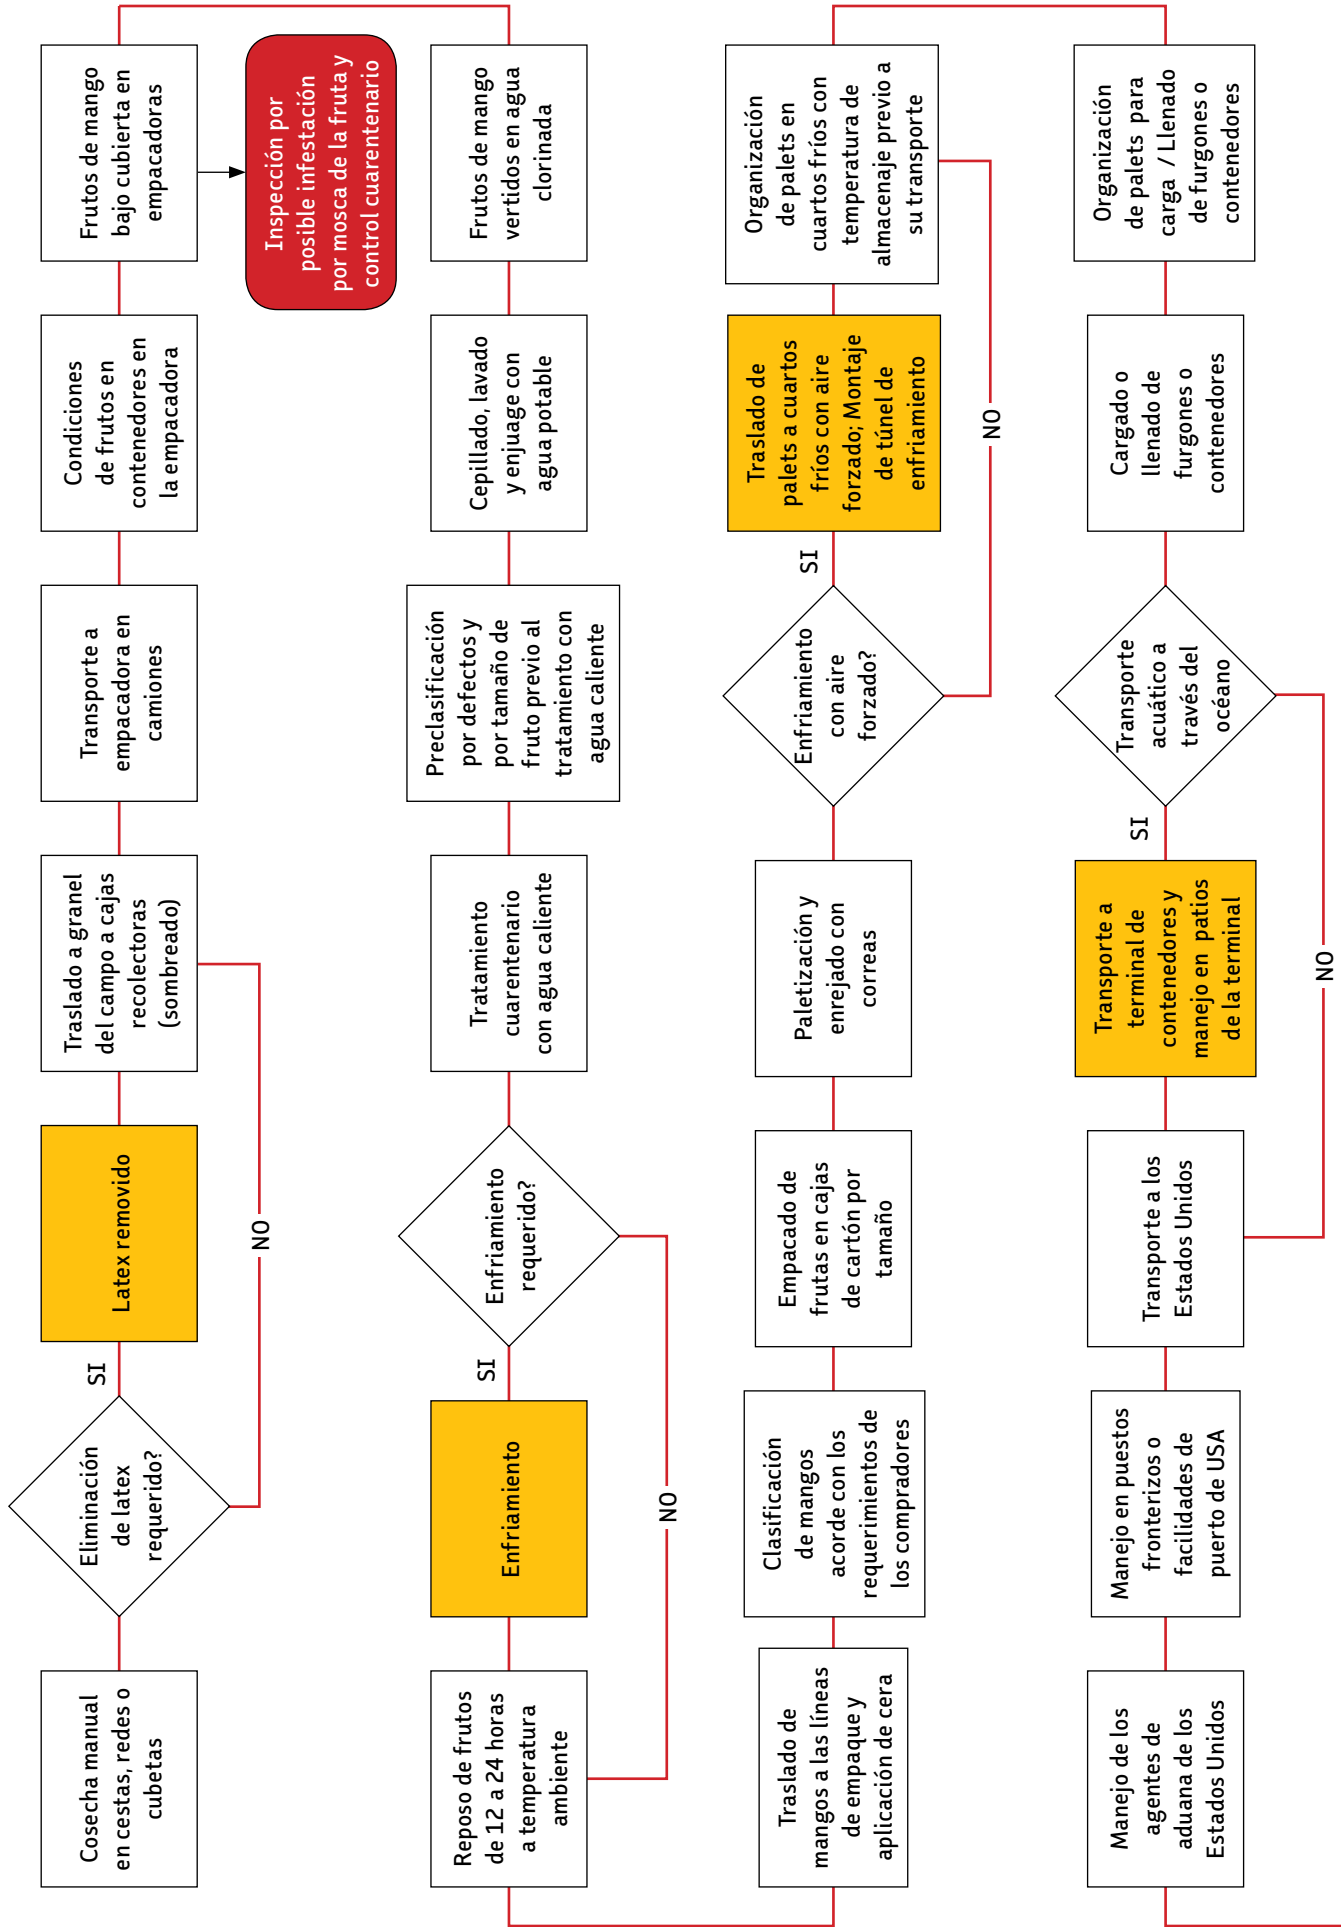 Cosecha manual
en cestas, redes o
cubetas
Eliminación
de latex
requerido?
SI
NO
Latex removido
Traslado a granel
del campo a cajas
recolectoras
(sombreado)
Transporte a
empacadora en
camiones
Condiciones
de frutos en
contenedores en
la empacadora
Frutos de mango
bajo cubierta en
empacadoras
Inspección por
posible infestación
por mosca de la fruta y
control cuarentenario
Frutos de mango
vertidos en agua
clorinada
Cepillado, lavado
y enjuage con
agua potable
Preclasificación
por defectos y
por tamaño de
fruto previo al
tratamiento con
agua caliente
Tratamiento
cuarentenario
con agua caliente
Enfriamiento
requerido?
SI
NO
Enfriamiento
Reposo de frutos
de 12 a 24 horas
a temperatura
ambiente
Traslado de
mangos a las líneas
de empaque y
aplicación de cera
Clasificación
de mangos
acorde con los
requerimientos de
los compradores
Empacado de
frutas en cajas
de cartón por
tamaño
Paletización y
enrejado con
correas
Enfriamiento
con aire
forzado?
SI
NO
Traslado de
palets a cuartos
fríos con aire
forzado; Montaje
de túnel de
enfriamiento
Organización
de palets en
cuartos fríos con
temperatura de
almacenaje previo a
su transporte
Organización
de palets para
carga / Llenado
de furgones o
contenedores
Cargado o
llenado de
furgones o
contenedores
Transporte
acuático a
través del
océano
SI
NO
Transporte a
terminal de
contenedores y
manejo en patios
de la terminal
Transporte a los
Estados Unidos
Manejo en puestos
fronterizos o
facilidades de
puerto de USA
Manejo de los
agentes de
aduana de los
Estados Unidos